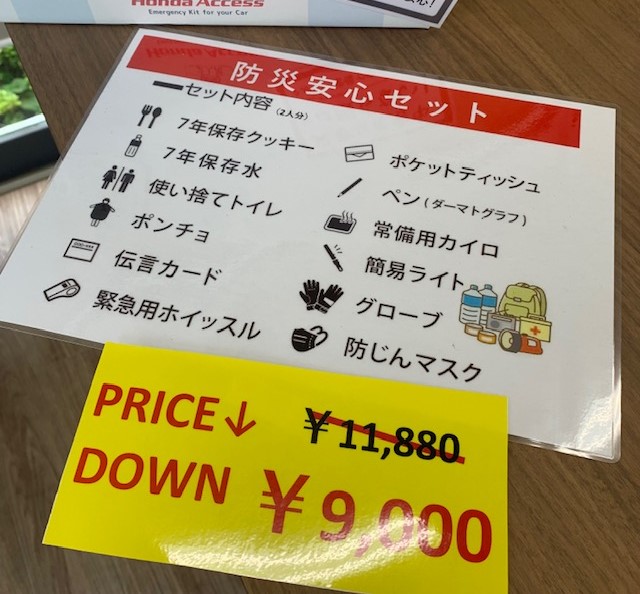 Honda Access
Emergency Kit for your Car
防災安心セット
セット内容(2人分)
7年保存クッキー
7年保存水
使い捨てトイレ
ポンチョ
伝言カード
緊急用ホイッスル
ポケットティッシュ
ペン(ダーマトグラフ)
常備用カイロ
簡易ライト
グローブ
防じんマスク
PRICE↓
DOWN
¥11,880
¥9,000